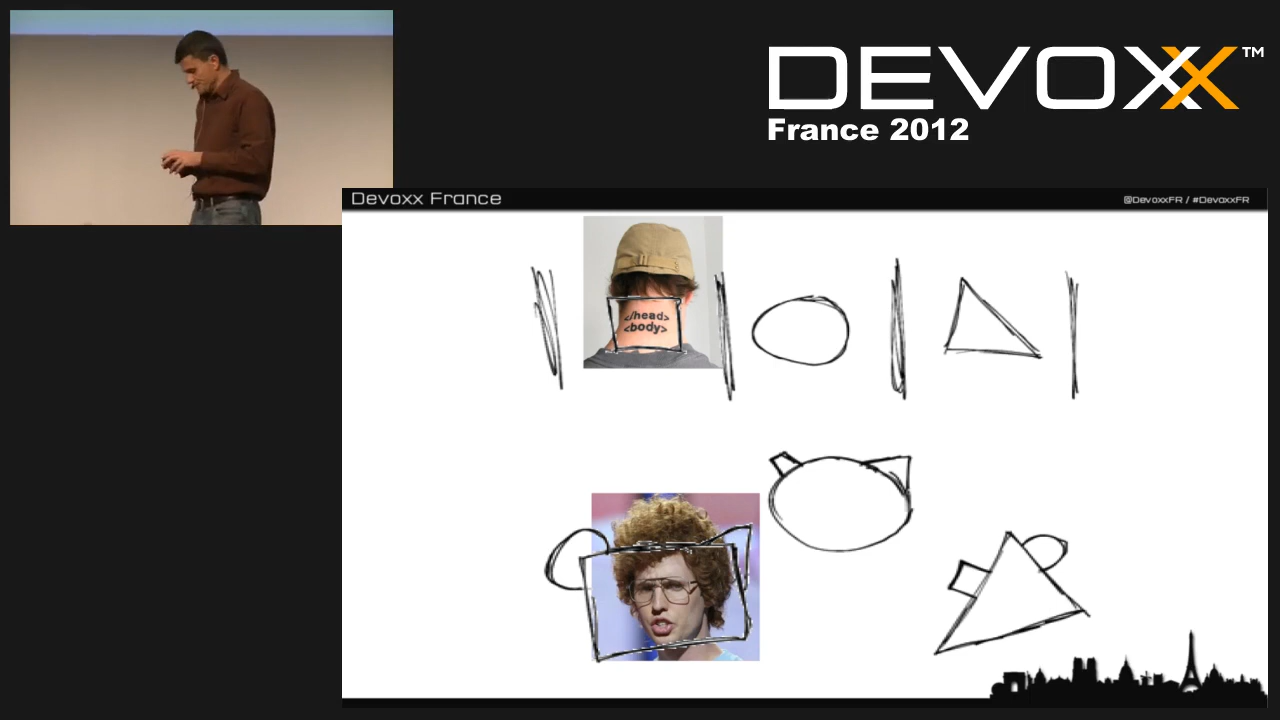 DEVOXX™
France 2012
Devoxx France
@DevoxxFR / #DevoxxFR
</head>
<body>